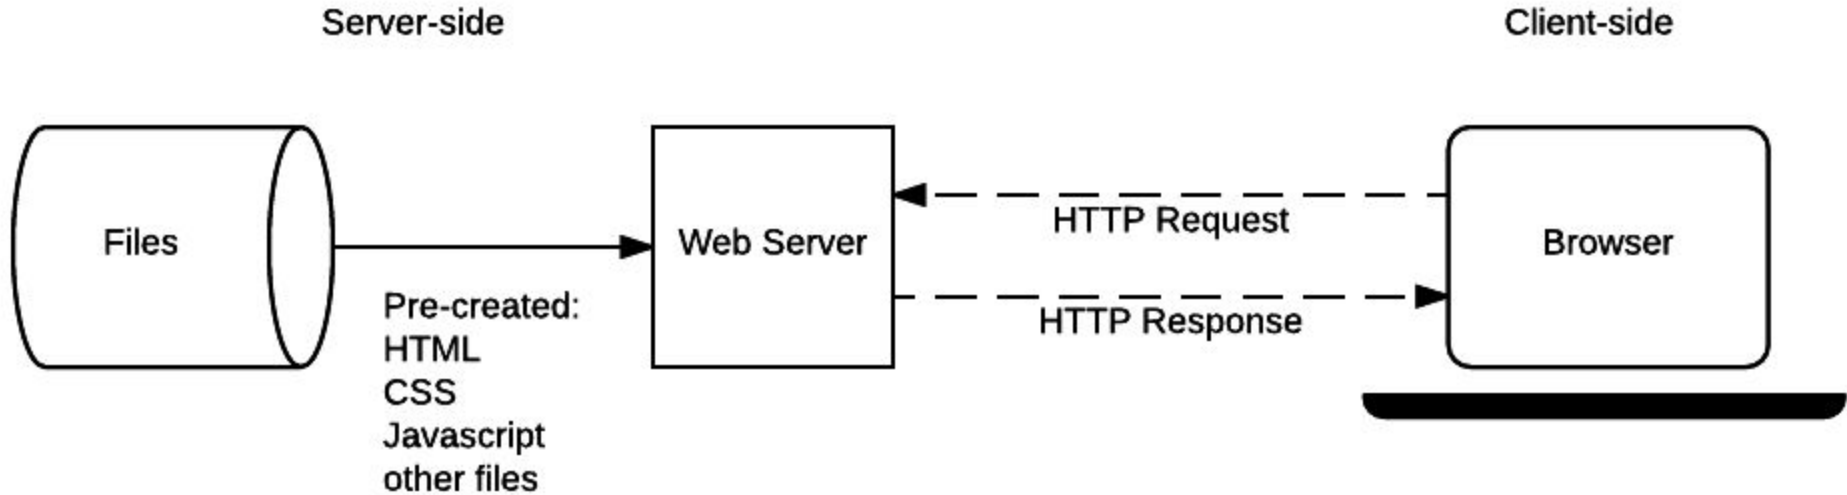 Server-side
Client-side
Files
Web Server
HTTP Request
Browser
HTTP Response
Pre-created:
HTML
CSS
Javascript
other files